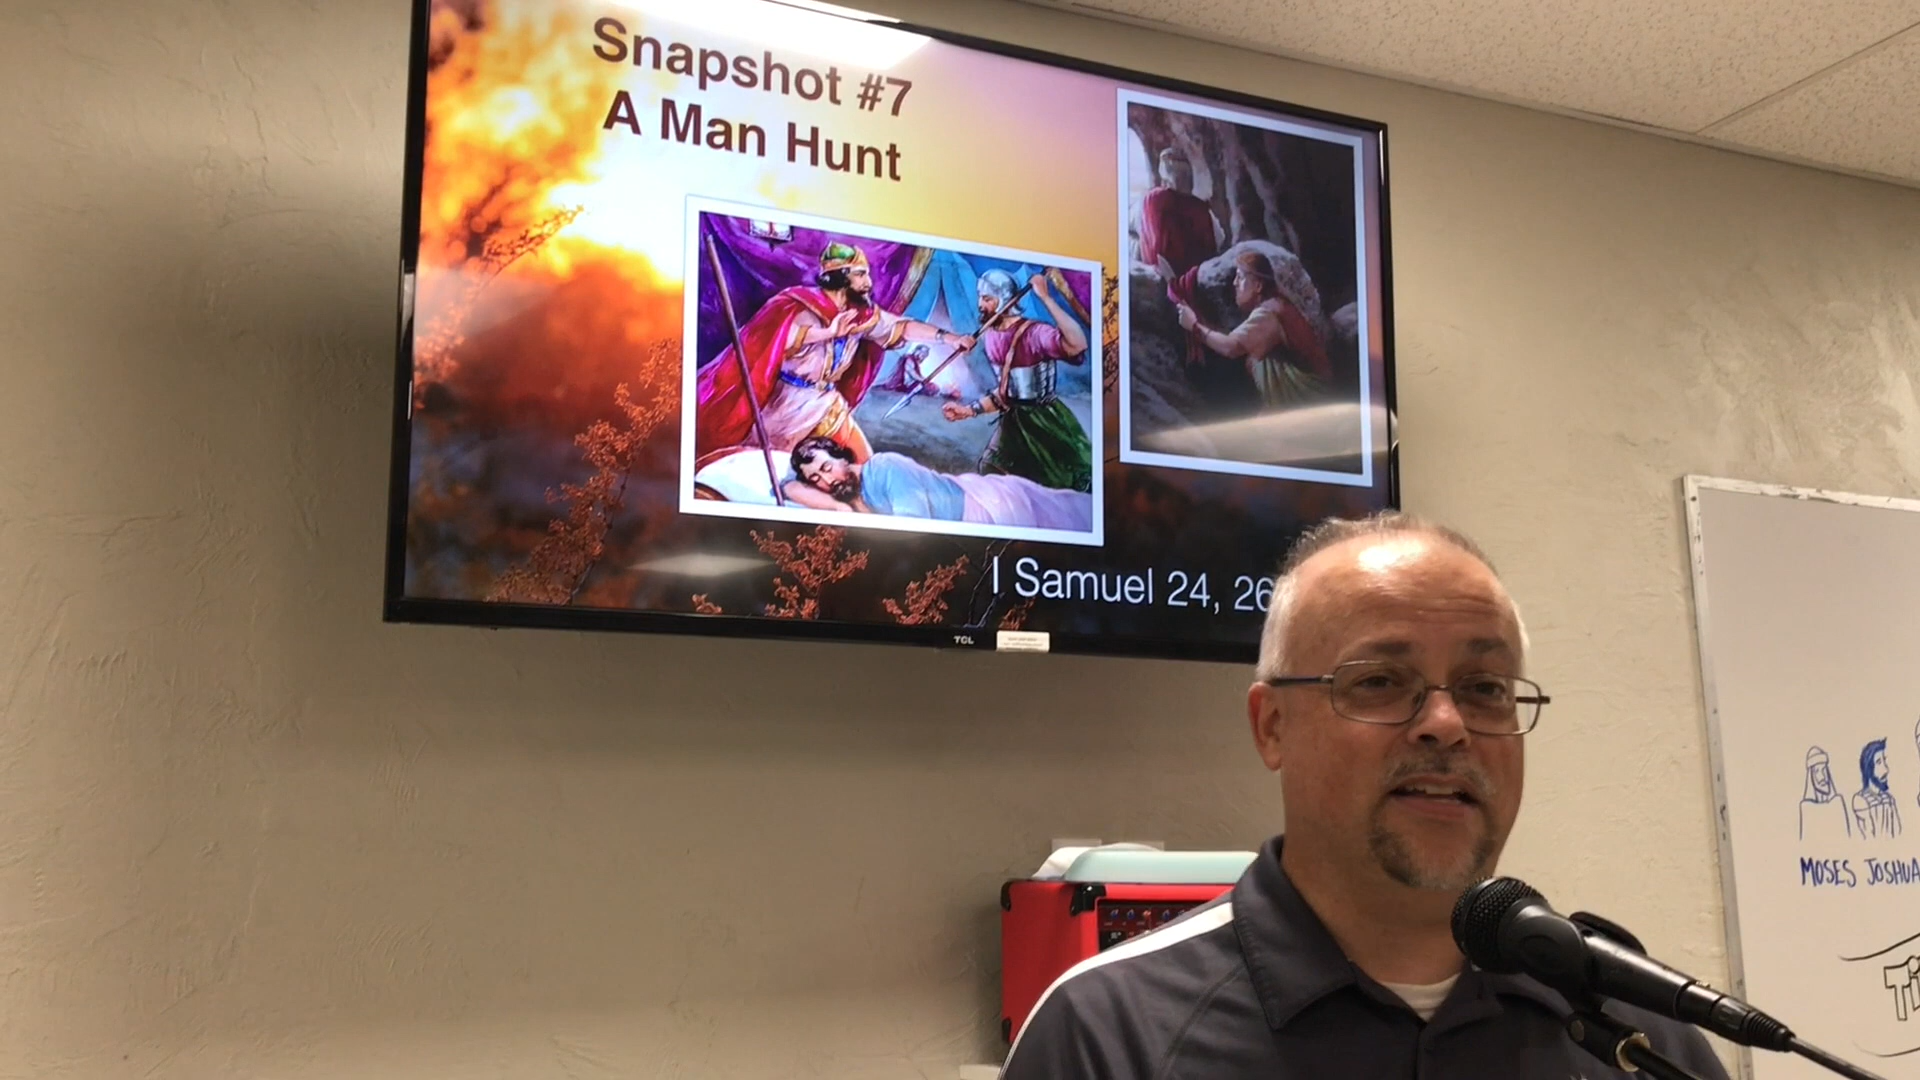 Snapshot #7
A Man Hunt
I Samuel 24, 26
TCL
MOSES JOSHUA